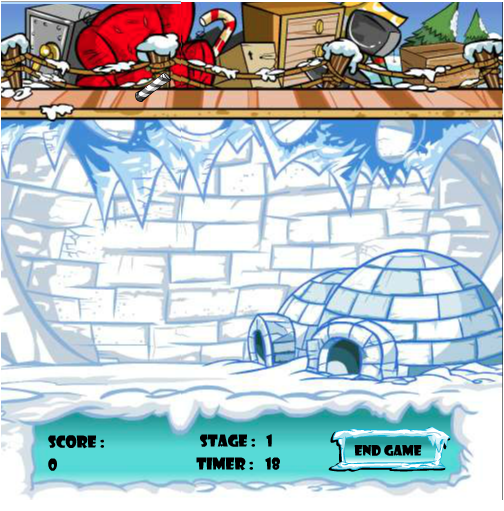 SCORE :
0
STAGE : 1
TIMER : 18
END GAME